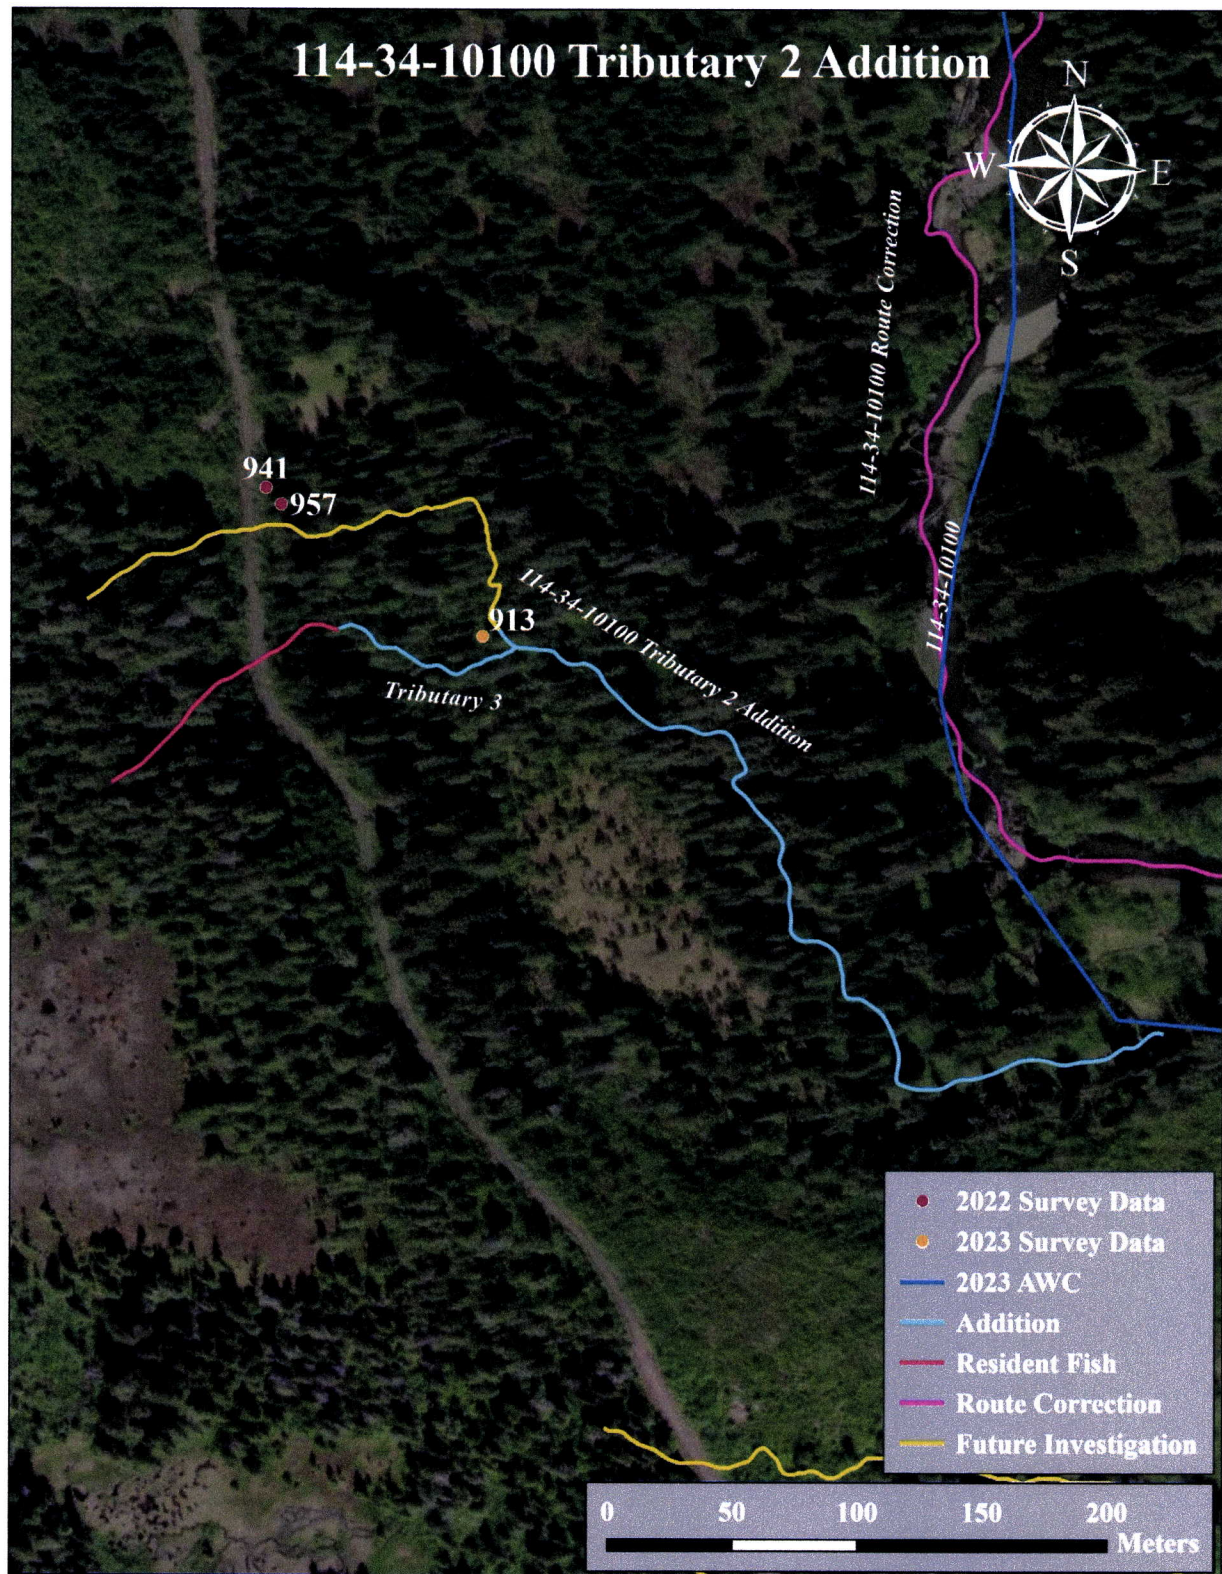 114-34-10100 Tributary 2 Addition
N
W
E
S
114-34-10100 Route Correction
941
957
114-34-10100
114-34-10100 Tributary 2 Addition
913
Tributary 3
2022 Survey Data
2023 Survey Data
2023 AWC
Addition
Resident Fish
Route Correction
Future Investigation
0 50 100 150 200
Meters